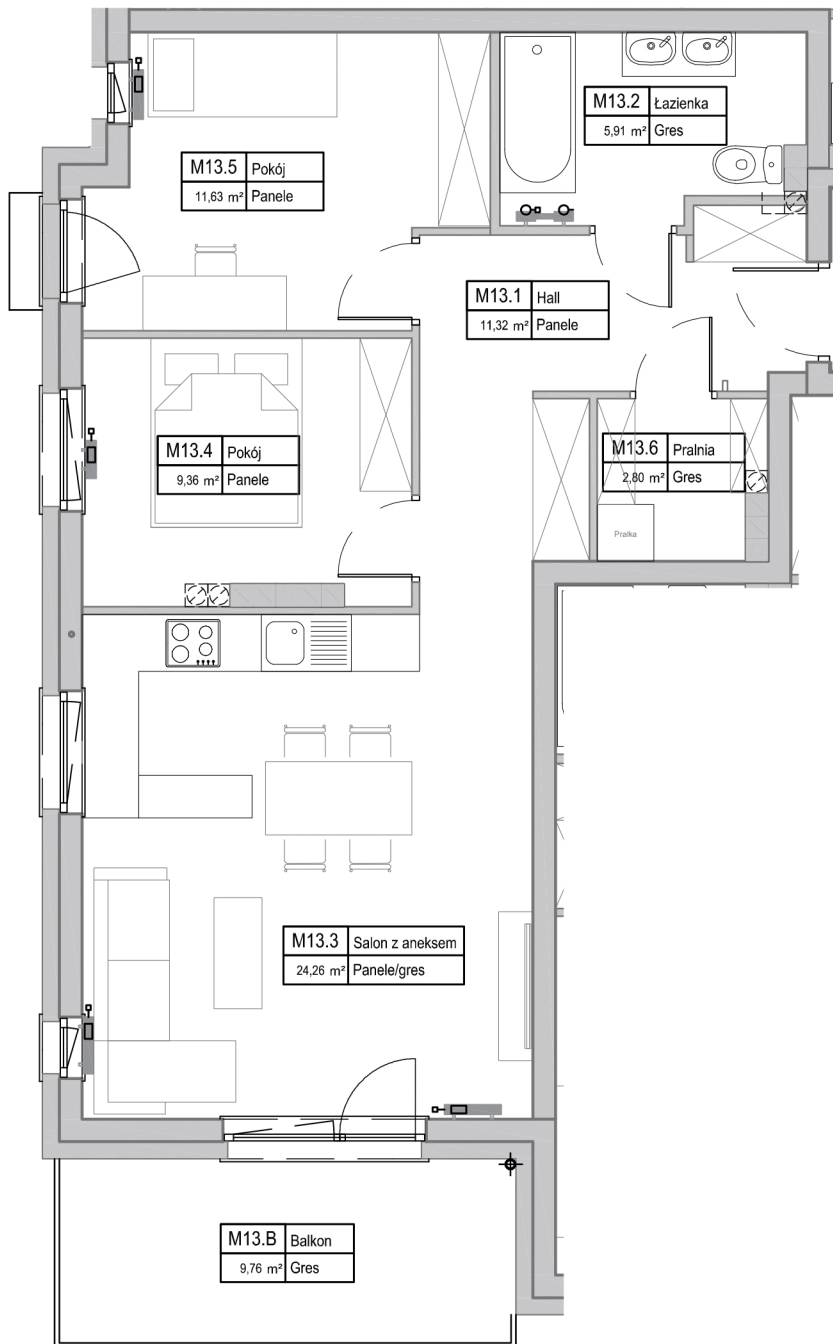 M13.2 Łazienka
5,91 m² Gres
M13.5 Pokój
11,63 m² Panele
M13.1 Hall
11,32 m² Panele
M13.4 Pokój
9,36 m² Panele
M13.6 Pralnia
2,80 m² Gres
Pralka
M13.3 Salon z aneksem
24,26 m² Panele/gres
M13.B Balkon
9,76 m² Gres